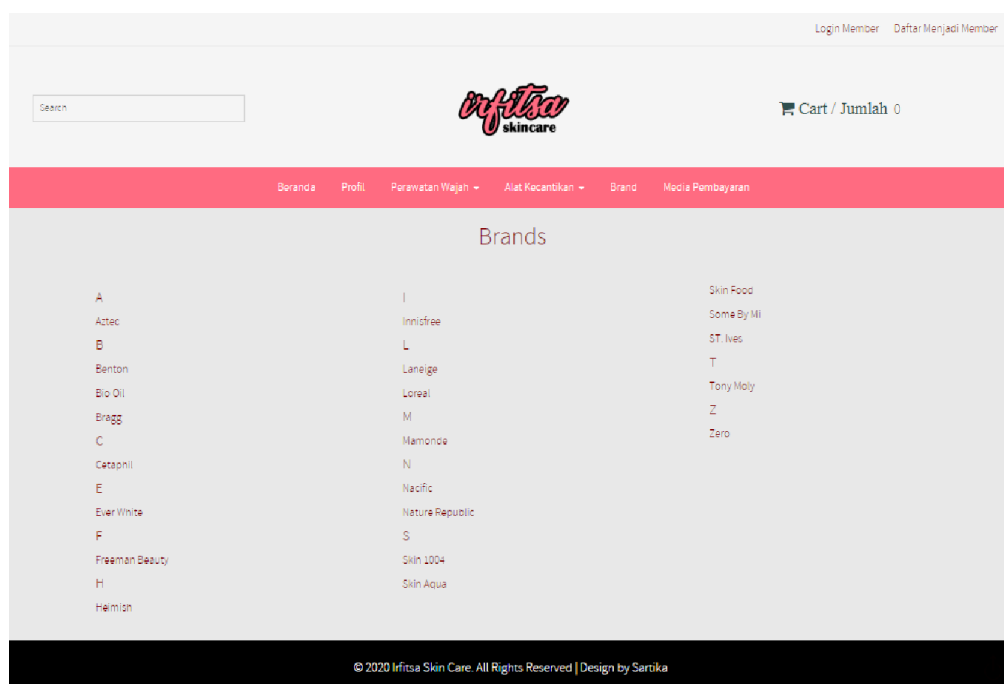 Login Member Daftar Menjadi Member
Search
irfitsa
skincare
Cart / Jumlah 0
Beranda Profil Perawatan Wajah Alat Kecantikan Brand Media Pembayaran
Brands
A
Aztec
B
Benton
Bio Oil
Bragg
C
Cetaphil
E
Ever White
F
Freeman Beauty
H
Heimish
I
Innisfree
L
Laneige
Loreal
M
Mamonde
N
Nacific
Nature Republic
S
Skin 1004
Skin Aqua
Skin Food
Some By Mi
ST. Ives
T
Tony Moly
Z
Zero
© 2020 Irfitsa Skin Care. All Rights Reserved | Design by Sartika